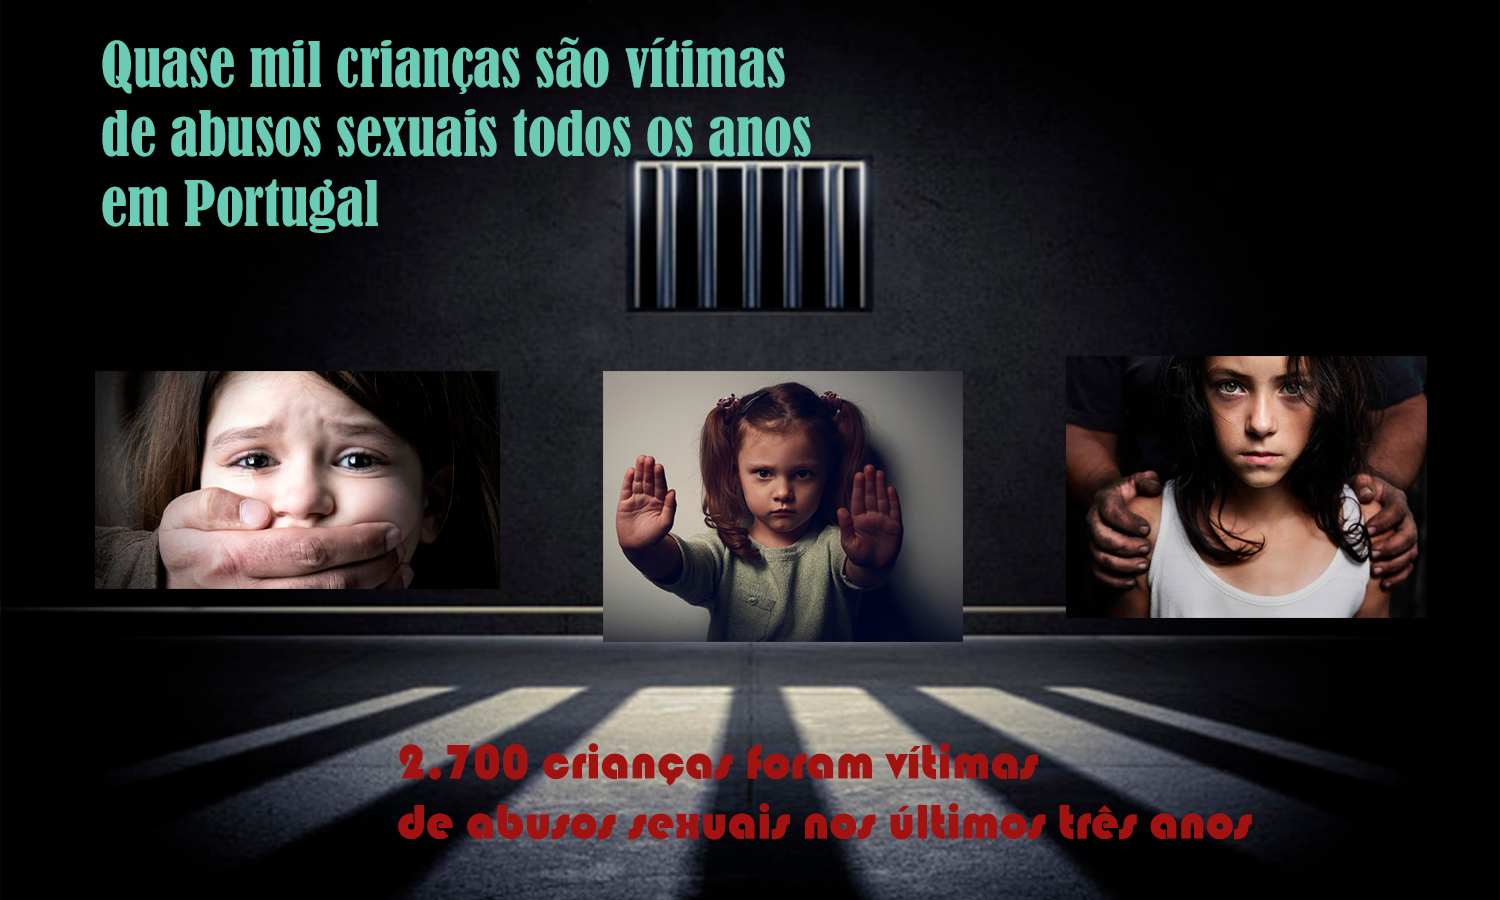 Quase mil crianças são vítimas
de abusos sexuais todos os anos
em Portugal
2.700 crianças foram vítimas
de abusos sexuais nos últimos três anos